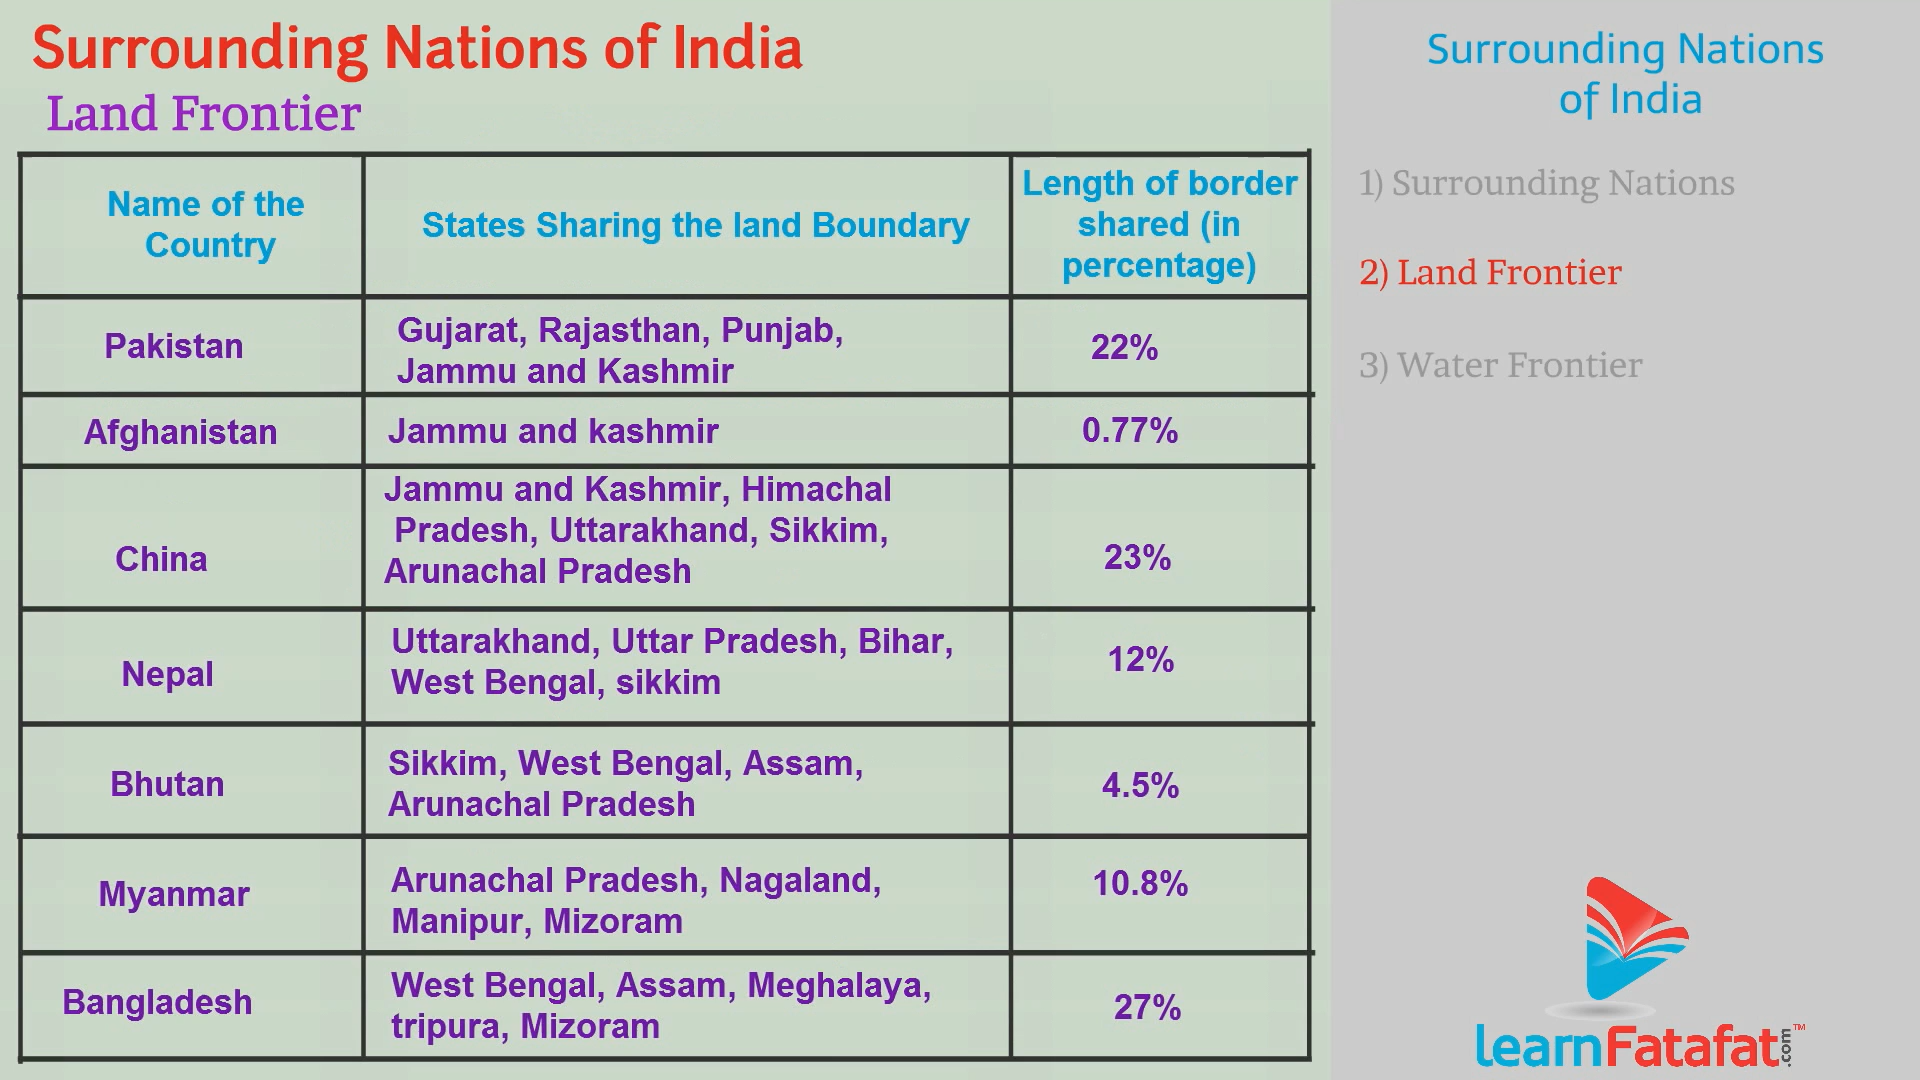 Surrounding Nations of India
Land Frontier
Name of the
Country
States Sharing the land Boundary
Length of border
shared (in
percentage)
Pakistan
Gujarat, Rajasthan, Punjab,
Jammu and Kashmir
22%
Afghanistan
Jammu and kashmir
0.77%
China
Jammu and Kashmir, Himachal
Pradesh, Uttarakhand, Sikkim,
Arunachal Pradesh
23%
Nepal
Uttarakhand, Uttar Pradesh, Bihar,
West Bengal, sikkim
12%
Bhutan
Sikkim, West Bengal, Assam,
Arunachal Pradesh
4.5%
Myanmar
Arunachal Pradesh, Nagaland,
Manipur, Mizoram
10.8%
Bangladesh
West Bengal, Assam, Meghalaya,
tripura, Mizoram
27%
Surrounding Nations
of India
1) Surrounding Nations
2) Land Frontier
3) Water Frontier
learnFatafat.com™